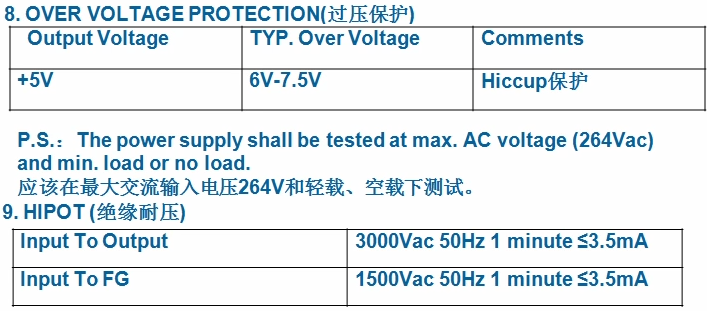 8. OVER VOLTAGE PROTECTION(过压保护)
Output Voltage TYP. Over Voltage Comments
+5V 6V-7.5V Hiccup保护
P.S.：The power supply shall be tested at max. AC voltage (264Vac)
and min. load or no load.
应该在最大交流输入电压264V和轻载、空载下测试。
9. HIPOT (绝缘耐压)
Input To Output 3000Vac 50Hz 1 minute ≤3.5mA
Input To FG 1500Vac 50Hz 1 minute ≤3.5mA